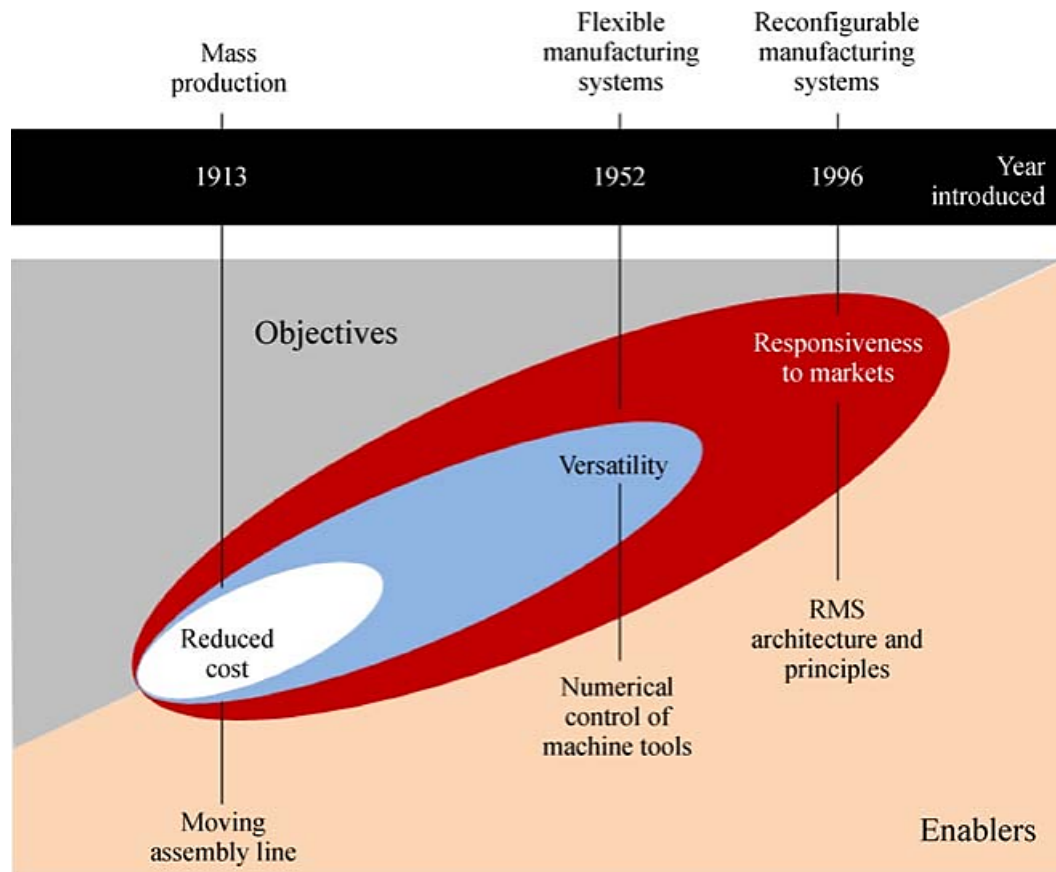 Mass
production
Flexible
manufacturing
systems
Reconfigurable
manufacturing
systems
1913
1952
1996
Year
introduced
Objectives
Responsiveness
to markets
Versatility
Reduced
cost
RMS
architecture and
principles
Numerical
control of
machine tools
Moving
assembly line
Enablers